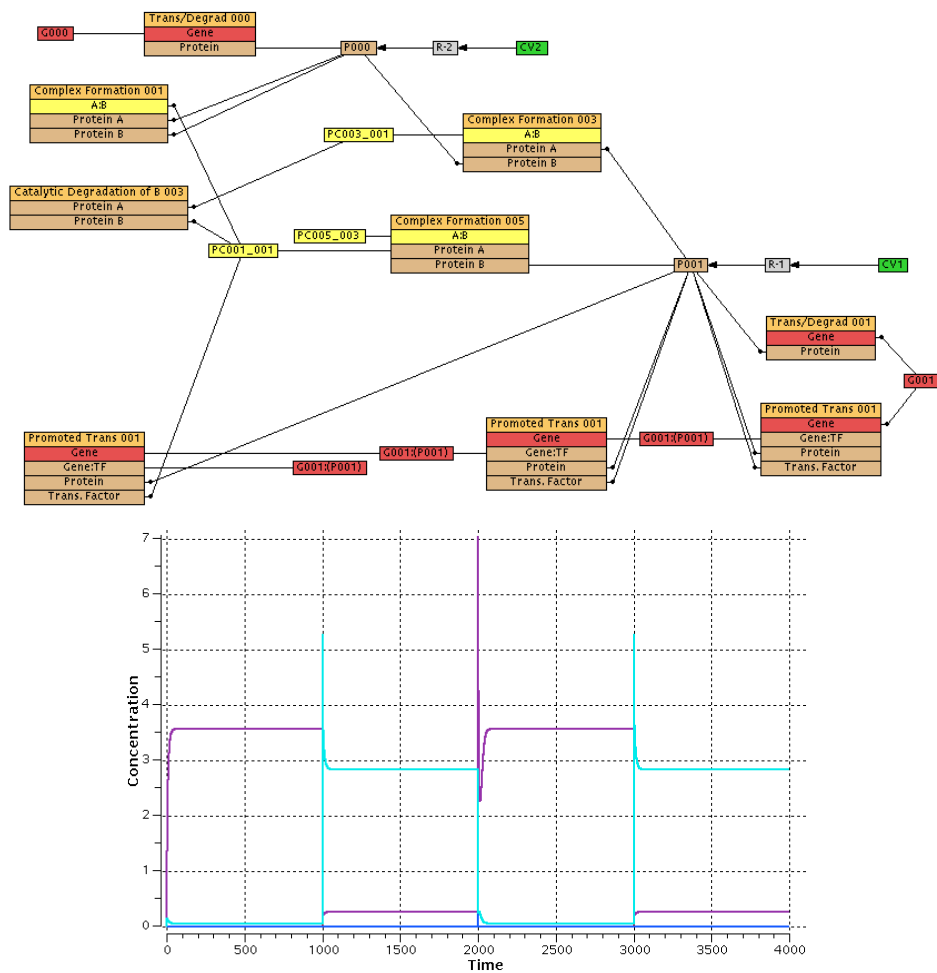 Trans/Degrad 000
G000
Gene
Protein
P000
R-2
CV2
Complex Formation 001
A:B
Protein A
Protein B
Complex Formation 003
A:B
Protein A
Protein B
PC003_001
Catalytic Degradation of B 003
Protein A
Protein B
Complex Formation 005
A:B
Protein A
Protein B
PC005_003
PC001_001
P001
R-1
CV1
Trans/Degrad 001
Gene
Protein
G001
Promoted Trans 001
Gene
Gene:TF
Protein
Trans. Factor
G001:(P001)
G001:(P001)
Promoted Trans 001
Gene
Gene:TF
Protein
Trans. Factor
G001:(P001)
Promoted Trans 001
Gene
Gene:TF
Protein
Trans. Factor
7
6
5
4
3
2
1
0
Concentration
0 500 1000 1500 2000 2500 3000 3500 4000
Time